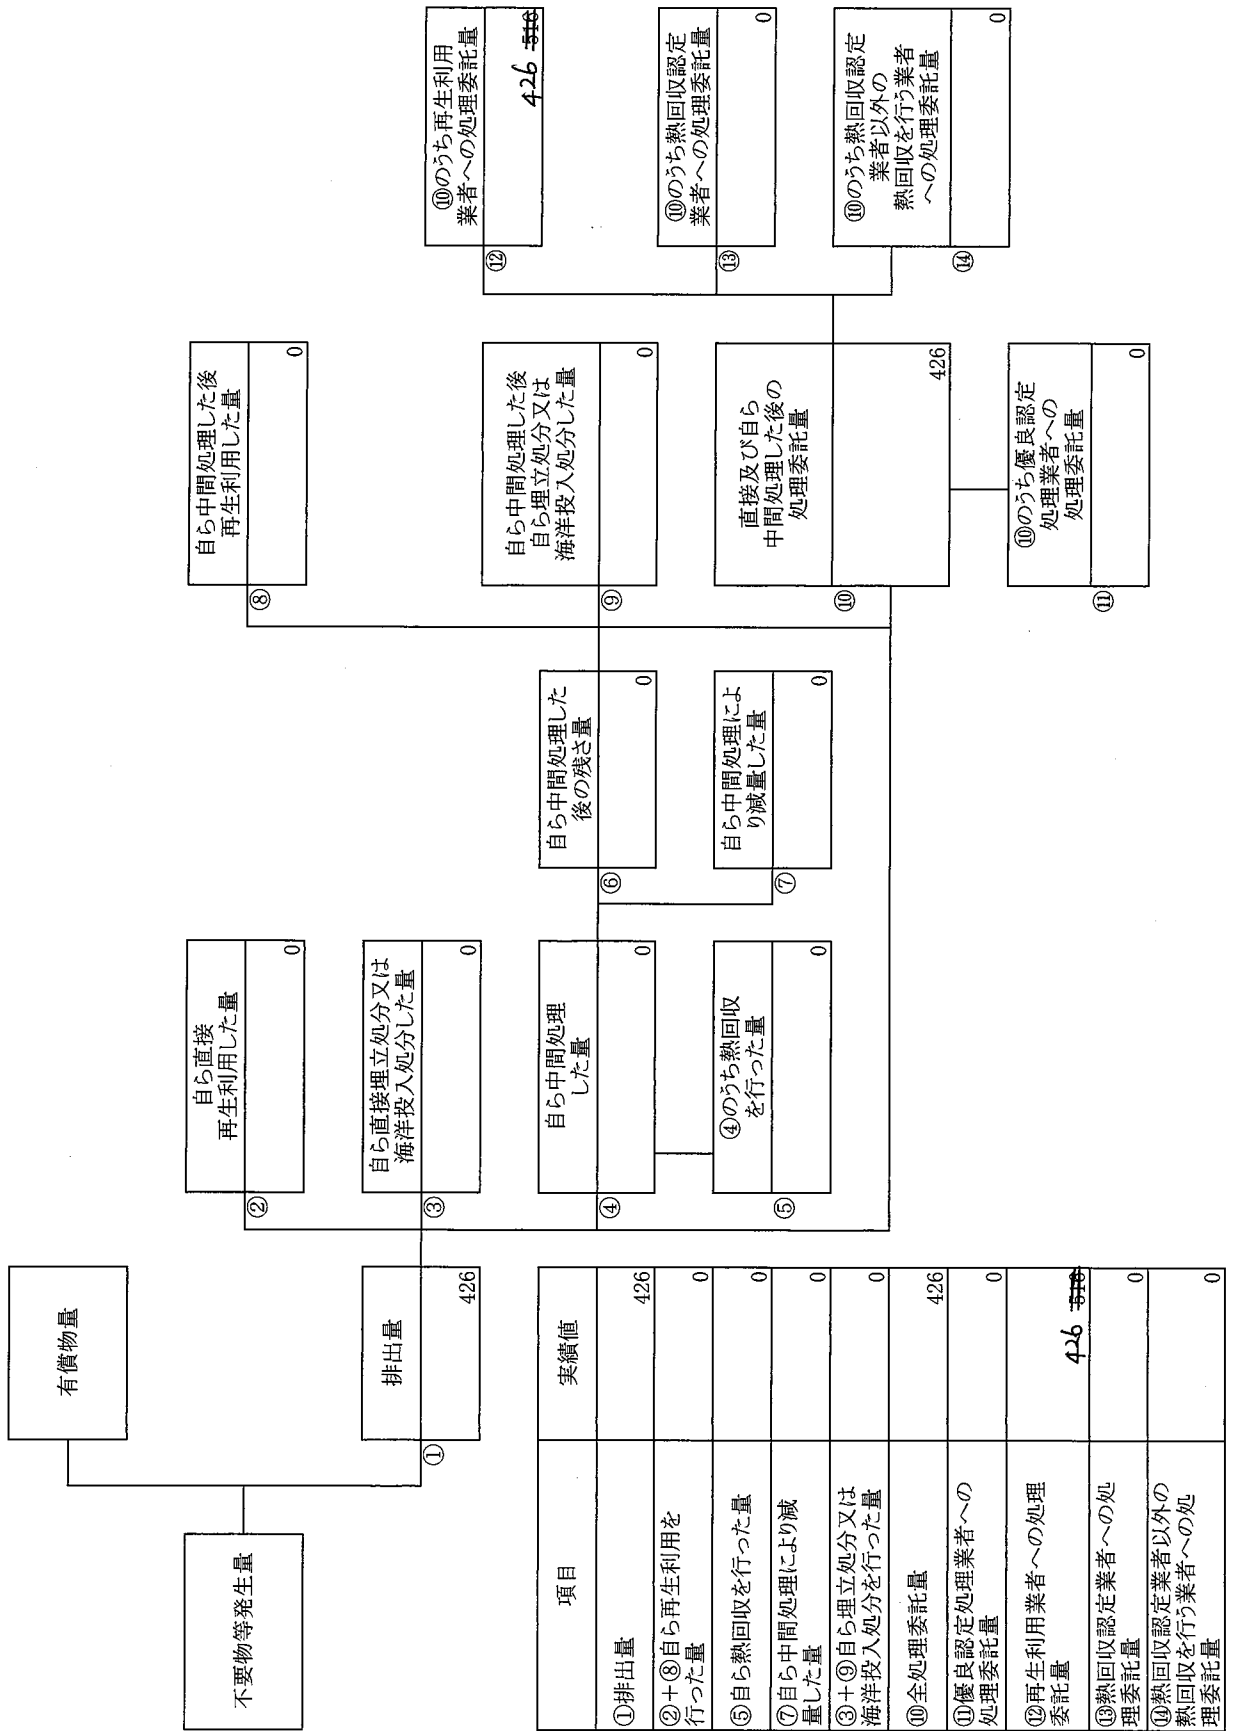 不要物等発生量
有償物量
①
排出量
426
②
自ら直接
再生利用した量
0
③
自ら直接埋立処分又は
海洋投入処分した量
0
④
自ら中間処理
した量
0
⑤
④のうち熱回収
を行った量
0
⑥
自ら中間処理した
後の残さ量
0
⑦
自ら中間処理によ
り減量した量
0
⑧
自ら中間処理した後
再生利用した量
0
⑨
自ら中間処理した後
自ら埋立処分又は
海洋投入処分した量
0
⑩
直接及び自ら
中間処理した後の
処理委託量
426
⑪
⑩のうち優良認定
処理業者への
処理委託量
0
⑫
⑩のうち再生利用
業者への処理委託量
426 516
⑬
⑩のうち熱回収認定
業者への処理委託量
0
⑭
⑩のうち熱回収認定
業者以外の
熱回収を行う業者
への処理委託量
0
項目 実績値
①排出量 426
②+⑧自ら再生利用を
行った量 0
⑤自ら熱回収を行った量 0
⑦自ら中間処理により減
量した量 0
③+⑨自ら埋立処分又は
海洋投入処分を行った量 0
⑩全処理委託量 426
⑪優良認定処理業者への
処理委託量 0
⑫再生利用業者への処理
委託量 426 516
⑬熱回収認定業者への処
理委託量 0
⑭熱回収認定業者以外の
熱回収を行う業者への処
理委託量 0